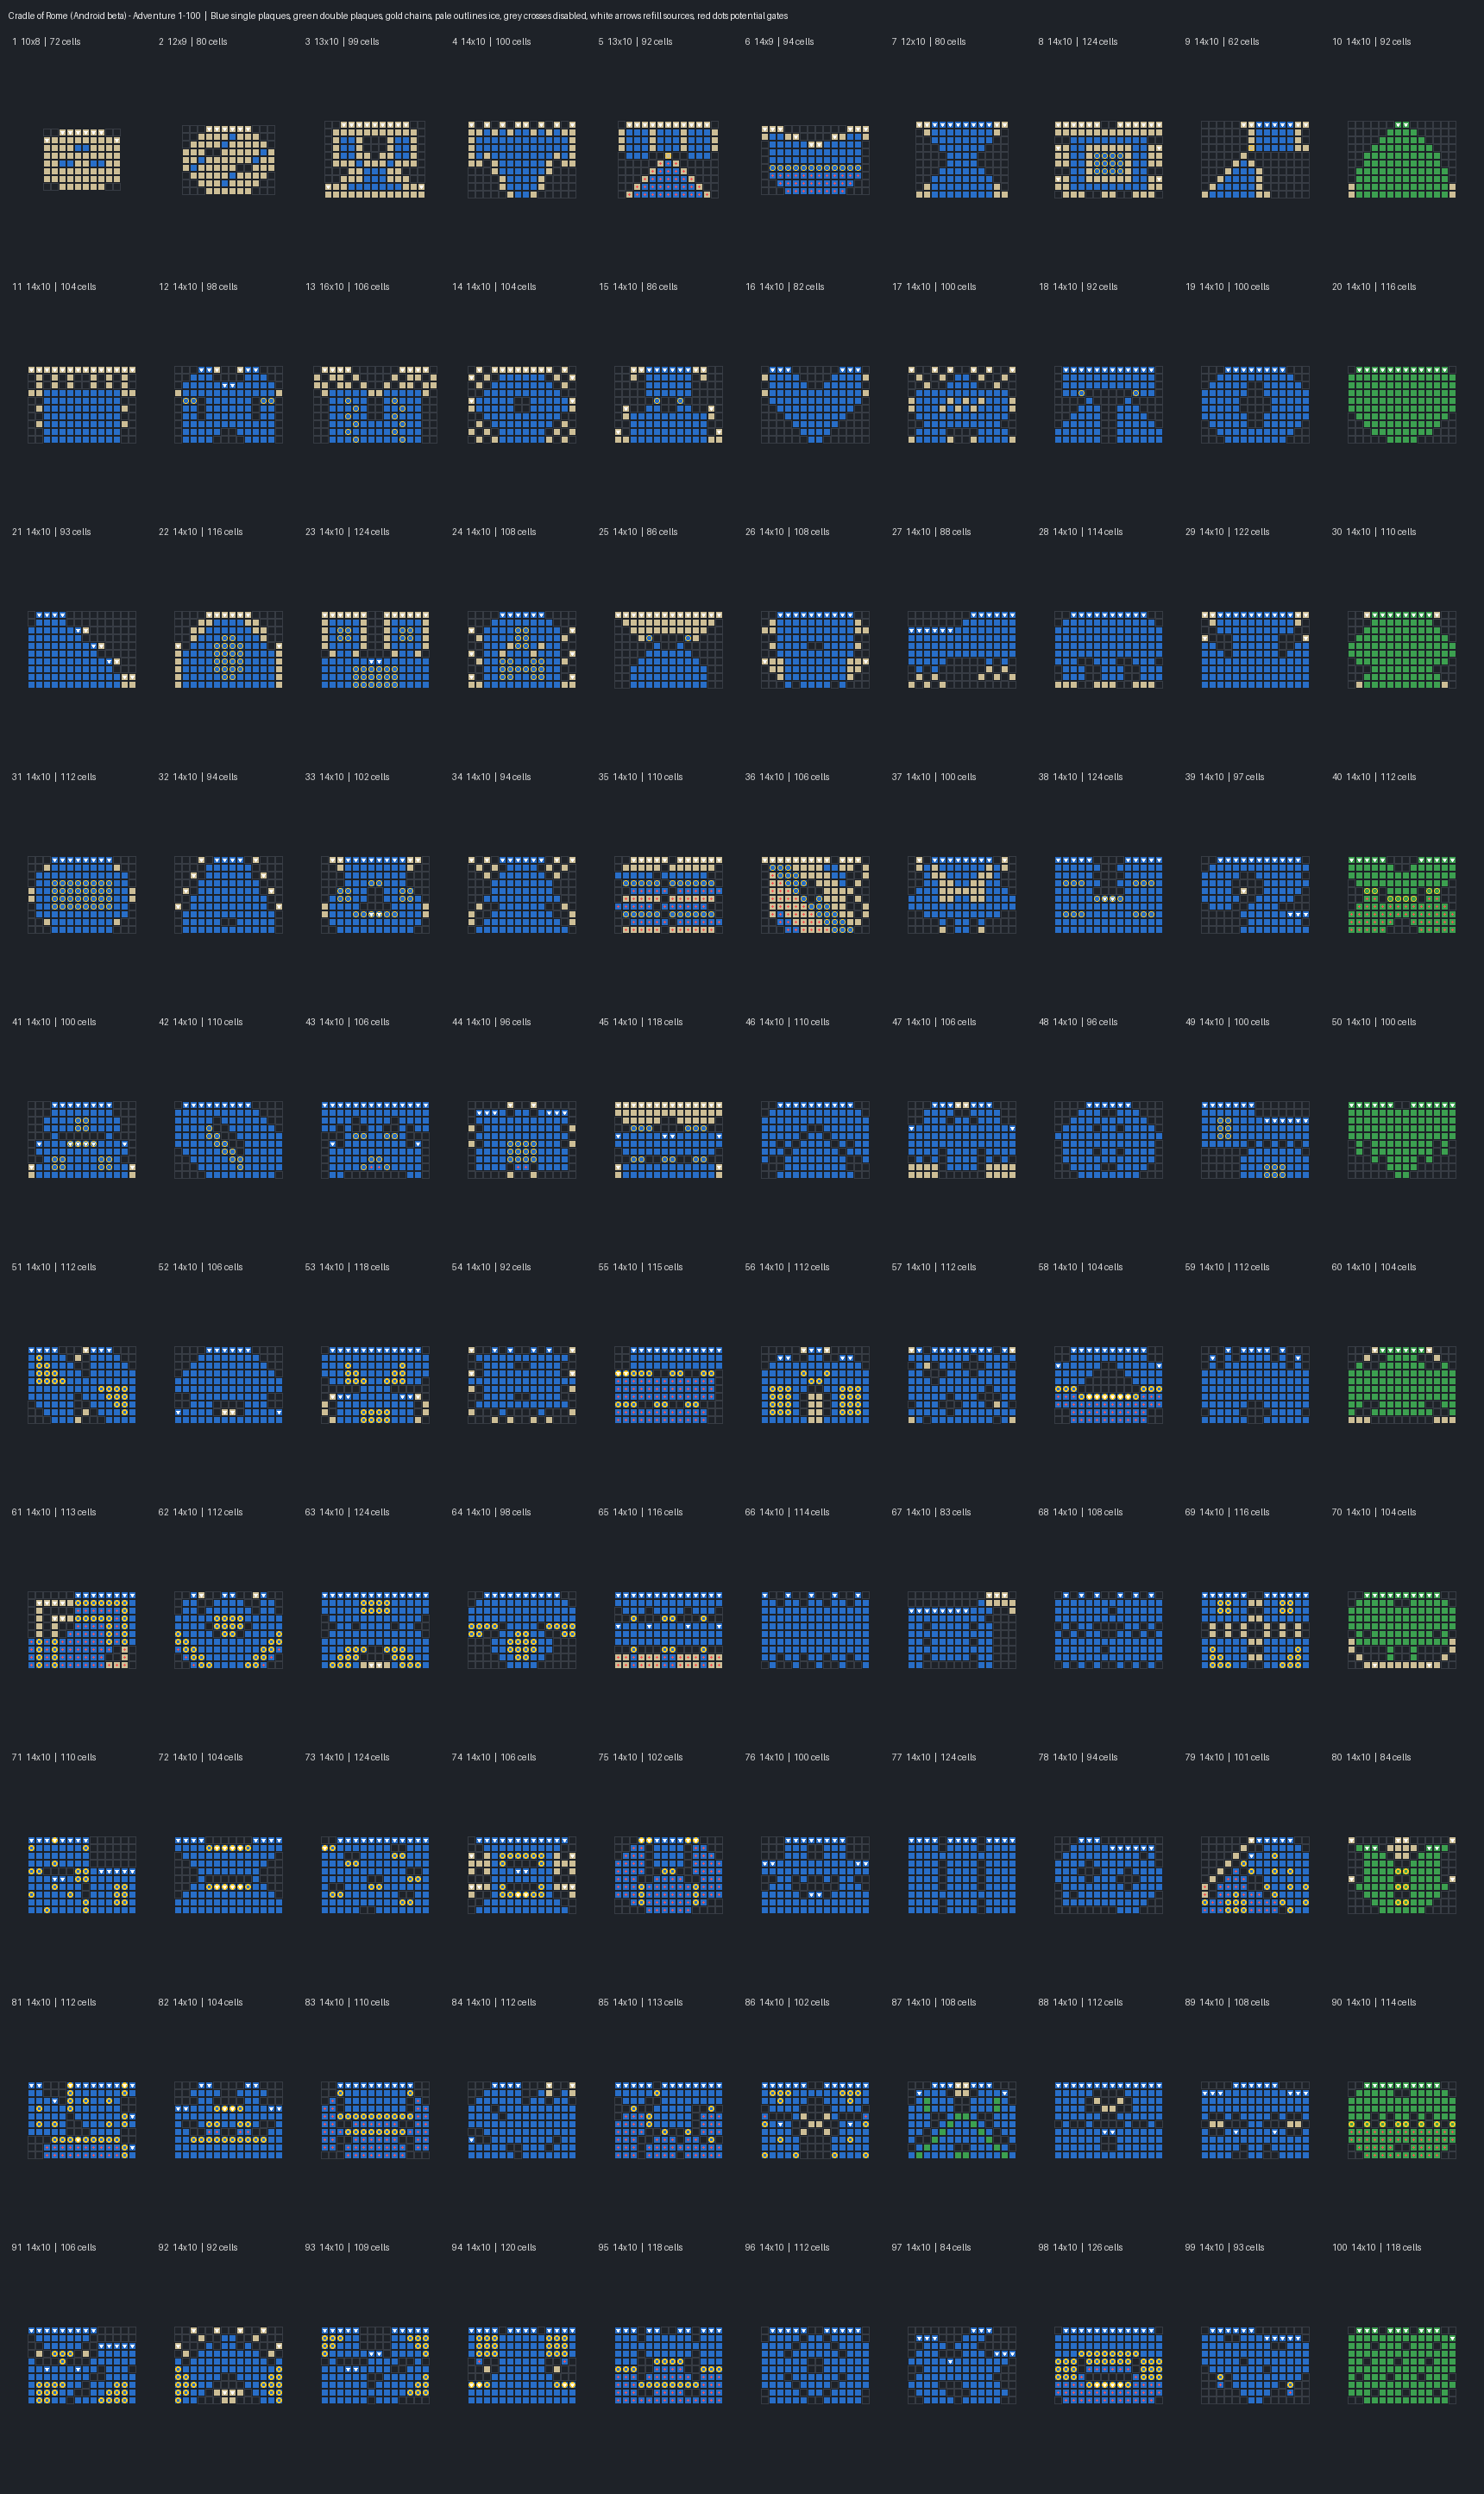 Cradle of Rome (Android beta) - Adventure 1-100 | Blue single plaques, green double plaques, gold chains, pale outlines ice, grey crosses disabled, white arrows refill sources, red dots potential gates
1 10x8 | 72 cells
2 12x9 | 80 cells
3 13x10 | 99 cells
4 14x10 | 100 cells
5 13x10 | 92 cells
6 14x9 | 94 cells
7 12x10 | 80 cells
8 14x10 | 124 cells
9 14x10 | 62 cells
10 14x10 | 92 cells
11 14x10 | 104 cells
12 14x10 | 98 cells
13 16x10 | 106 cells
14 14x10 | 104 cells
15 14x10 | 86 cells
16 14x10 | 82 cells
17 14x10 | 100 cells
18 14x10 | 92 cells
19 14x10 | 100 cells
20 14x10 | 116 cells
21 14x10 | 93 cells
22 14x10 | 116 cells
23 14x10 | 124 cells
24 14x10 | 108 cells
25 14x10 | 86 cells
26 14x10 | 108 cells
27 14x10 | 88 cells
28 14x10 | 114 cells
29 14x10 | 122 cells
30 14x10 | 110 cells
31 14x10 | 112 cells
32 14x10 | 94 cells
33 14x10 | 102 cells
34 14x10 | 94 cells
35 14x10 | 110 cells
36 14x10 | 106 cells
37 14x10 | 100 cells
38 14x10 | 124 cells
39 14x10 | 97 cells
40 14x10 | 112 cells
41 14x10 | 100 cells
42 14x10 | 110 cells
43 14x10 | 106 cells
44 14x10 | 96 cells
45 14x10 | 118 cells
46 14x10 | 110 cells
47 14x10 | 106 cells
48 14x10 | 96 cells
49 14x10 | 100 cells
50 14x10 | 100 cells
51 14x10 | 112 cells
52 14x10 | 106 cells
53 14x10 | 118 cells
54 14x10 | 92 cells
55 14x10 | 115 cells
56 14x10 | 112 cells
57 14x10 | 112 cells
58 14x10 | 104 cells
59 14x10 | 112 cells
60 14x10 | 104 cells
61 14x10 | 113 cells
62 14x10 | 112 cells
63 14x10 | 124 cells
64 14x10 | 98 cells
65 14x10 | 116 cells
66 14x10 | 114 cells
67 14x10 | 83 cells
68 14x10 | 108 cells
69 14x10 | 116 cells
70 14x10 | 104 cells
71 14x10 | 110 cells
72 14x10 | 104 cells
73 14x10 | 124 cells
74 14x10 | 106 cells
75 14x10 | 102 cells
76 14x10 | 100 cells
77 14x10 | 124 cells
78 14x10 | 94 cells
79 14x10 | 101 cells
80 14x10 | 84 cells
81 14x10 | 112 cells
82 14x10 | 104 cells
83 14x10 | 110 cells
84 14x10 | 112 cells
85 14x10 | 113 cells
86 14x10 | 102 cells
87 14x10 | 108 cells
88 14x10 | 112 cells
89 14x10 | 108 cells
90 14x10 | 114 cells
91 14x10 | 106 cells
92 14x10 | 92 cells
93 14x10 | 109 cells
94 14x10 | 120 cells
95 14x10 | 118 cells
96 14x10 | 112 cells
97 14x10 | 84 cells
98 14x10 | 126 cells
99 14x10 | 93 cells
100 14x10 | 118 cells